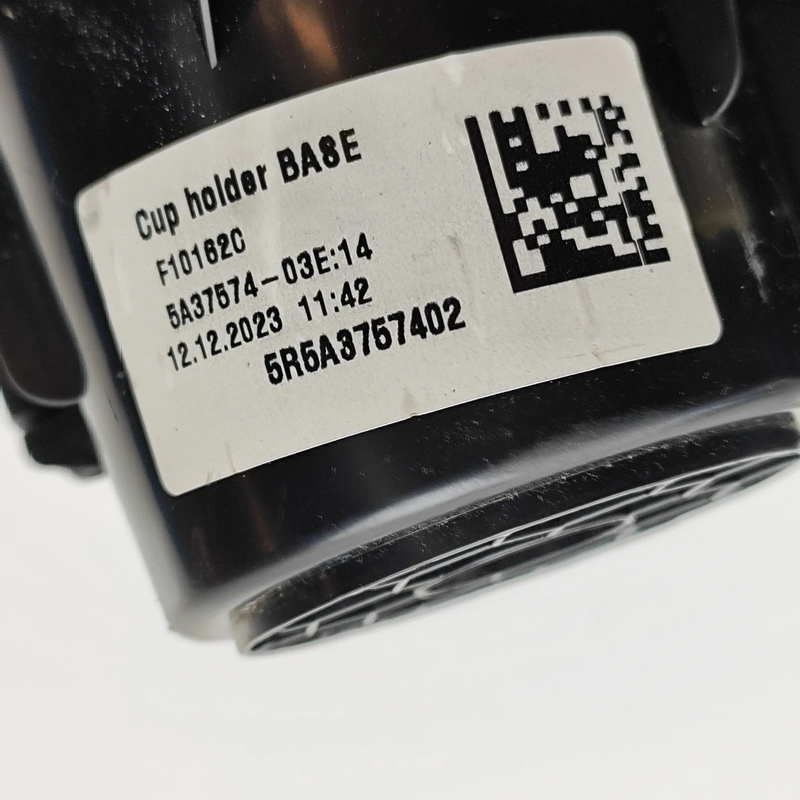 Cup holder BASE
F10162C
5A37574-03E:14
12.12.2023 11:42
5R5A3757402